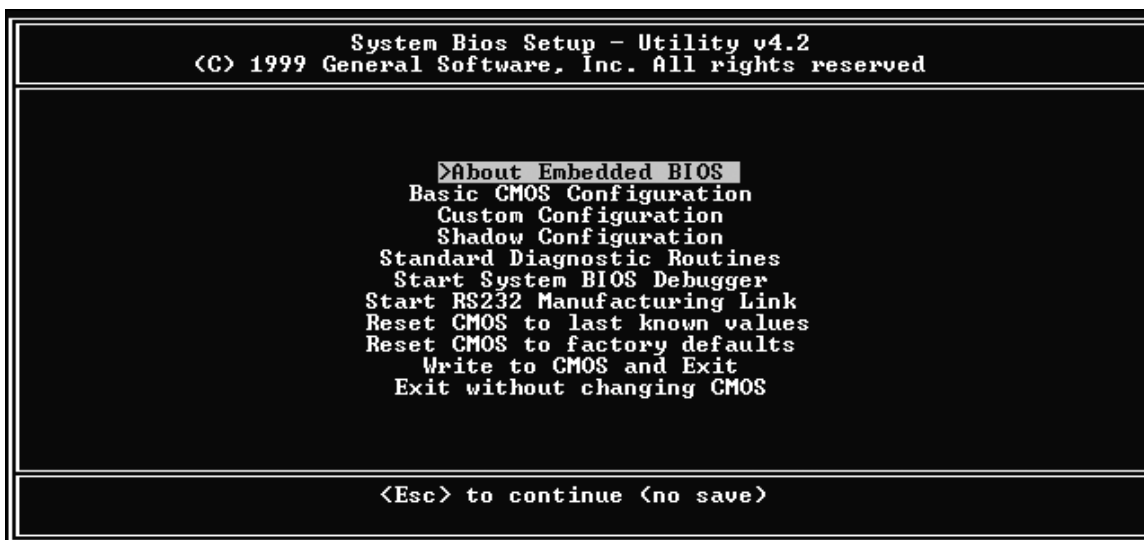 System Bios Setup - Utility v4.2
(C) 1999 General Software, Inc. All rights reserved
>About Embedded BIOS
Basic CMOS Configuration
Custom Configuration
Shadow Configuration
Standard Diagnostic Routines
Start System BIOS Debugger
Start RS232 Manufacturing Link
Reset CMOS to last known values
Reset CMOS to factory defaults
Write to CMOS and Exit
Exit without changing CMOS
<Esc> to continue (no save)